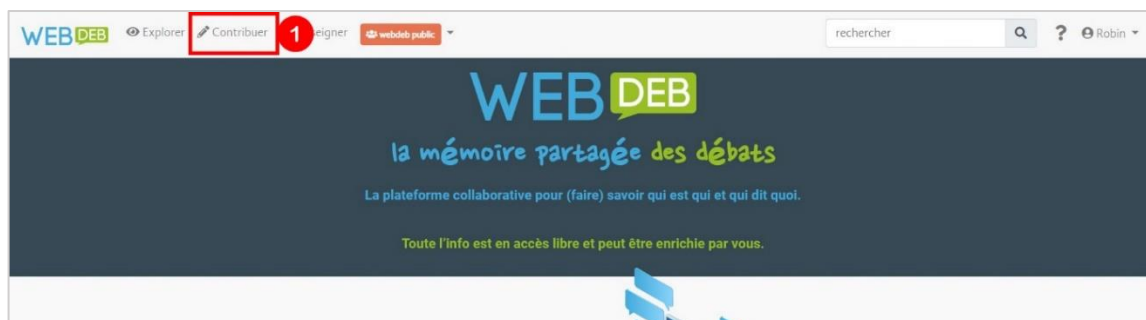 WEBDEB Explorer Contribuer 1 eigner webdeb public rechercher ? Robin
WEBDEB
la mémoire partagée des débats
La plateforme collaborative pour (faire) savoir qui est qui et qui dit quoi.
Toute l'info est en accès libre et peut être enrichie par vous.